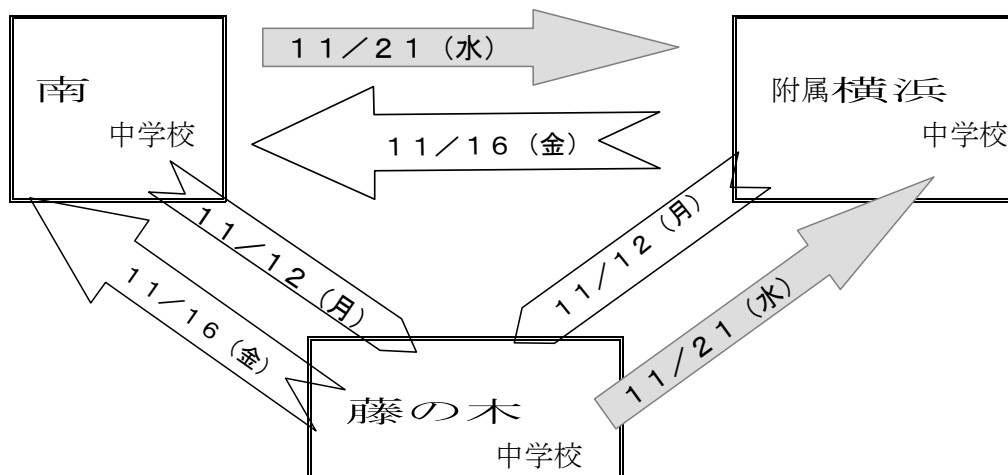 11/21(水)
南
中学校
附属横浜
中学校
11/16(金)
11/12(月)
11/16(金)
11/12(月)
11/21(水)
藤の木
中学校